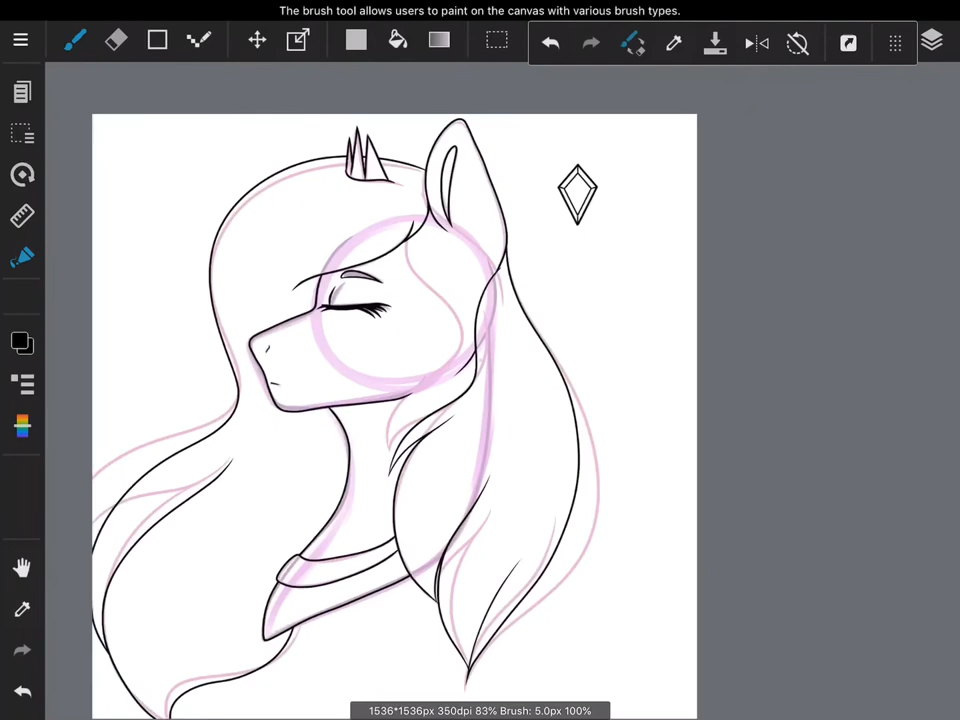 The brush tool allows users to paint on the canvas with various brush types.
1536*1536px 350dpi 83% Brush: 5.0px 100%